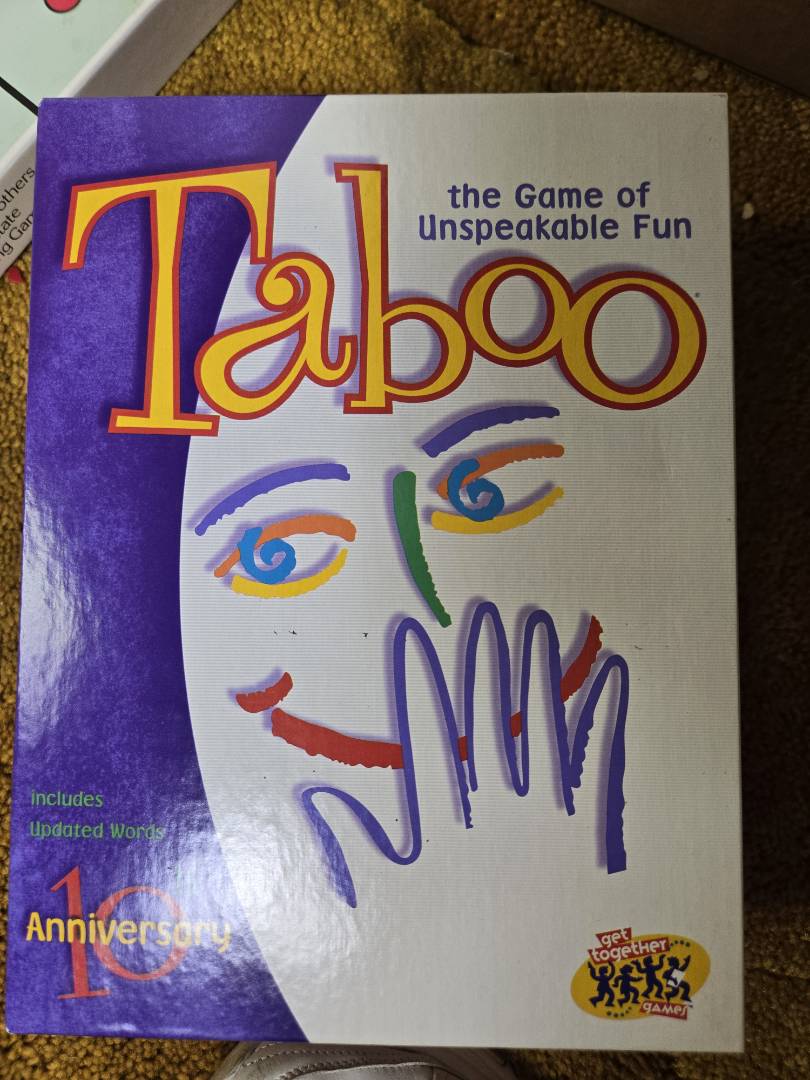 Taboo
the Game of
Unspeakable Fun
includes
Updated Words
10
Anniversary
get
together
games